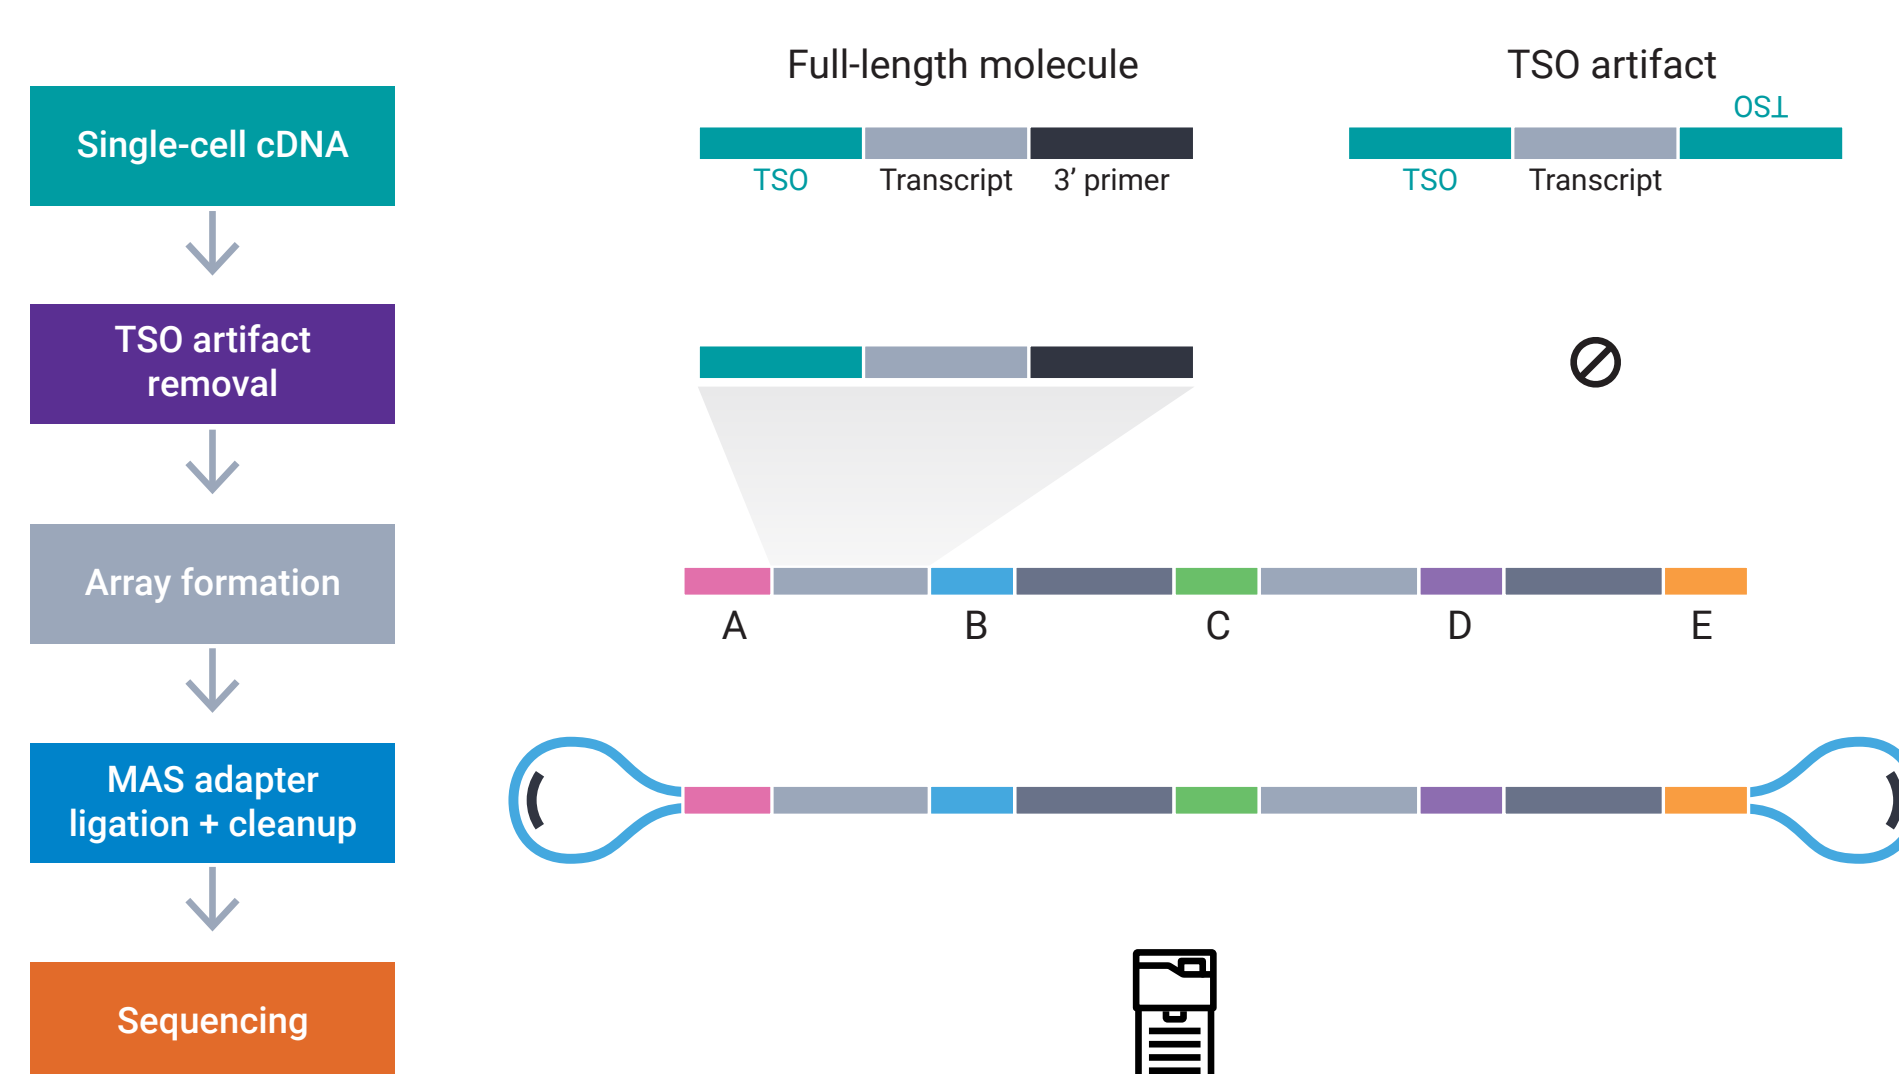 Full-length molecule
TSO artifact
Single-cell cDNA
TSO
Transcript
3’ primer
TSO
TSO
Transcript
TSO artifact
removal
Array formation
A
B
C
D
E
MAS adapter
ligation + cleanup
Sequencing